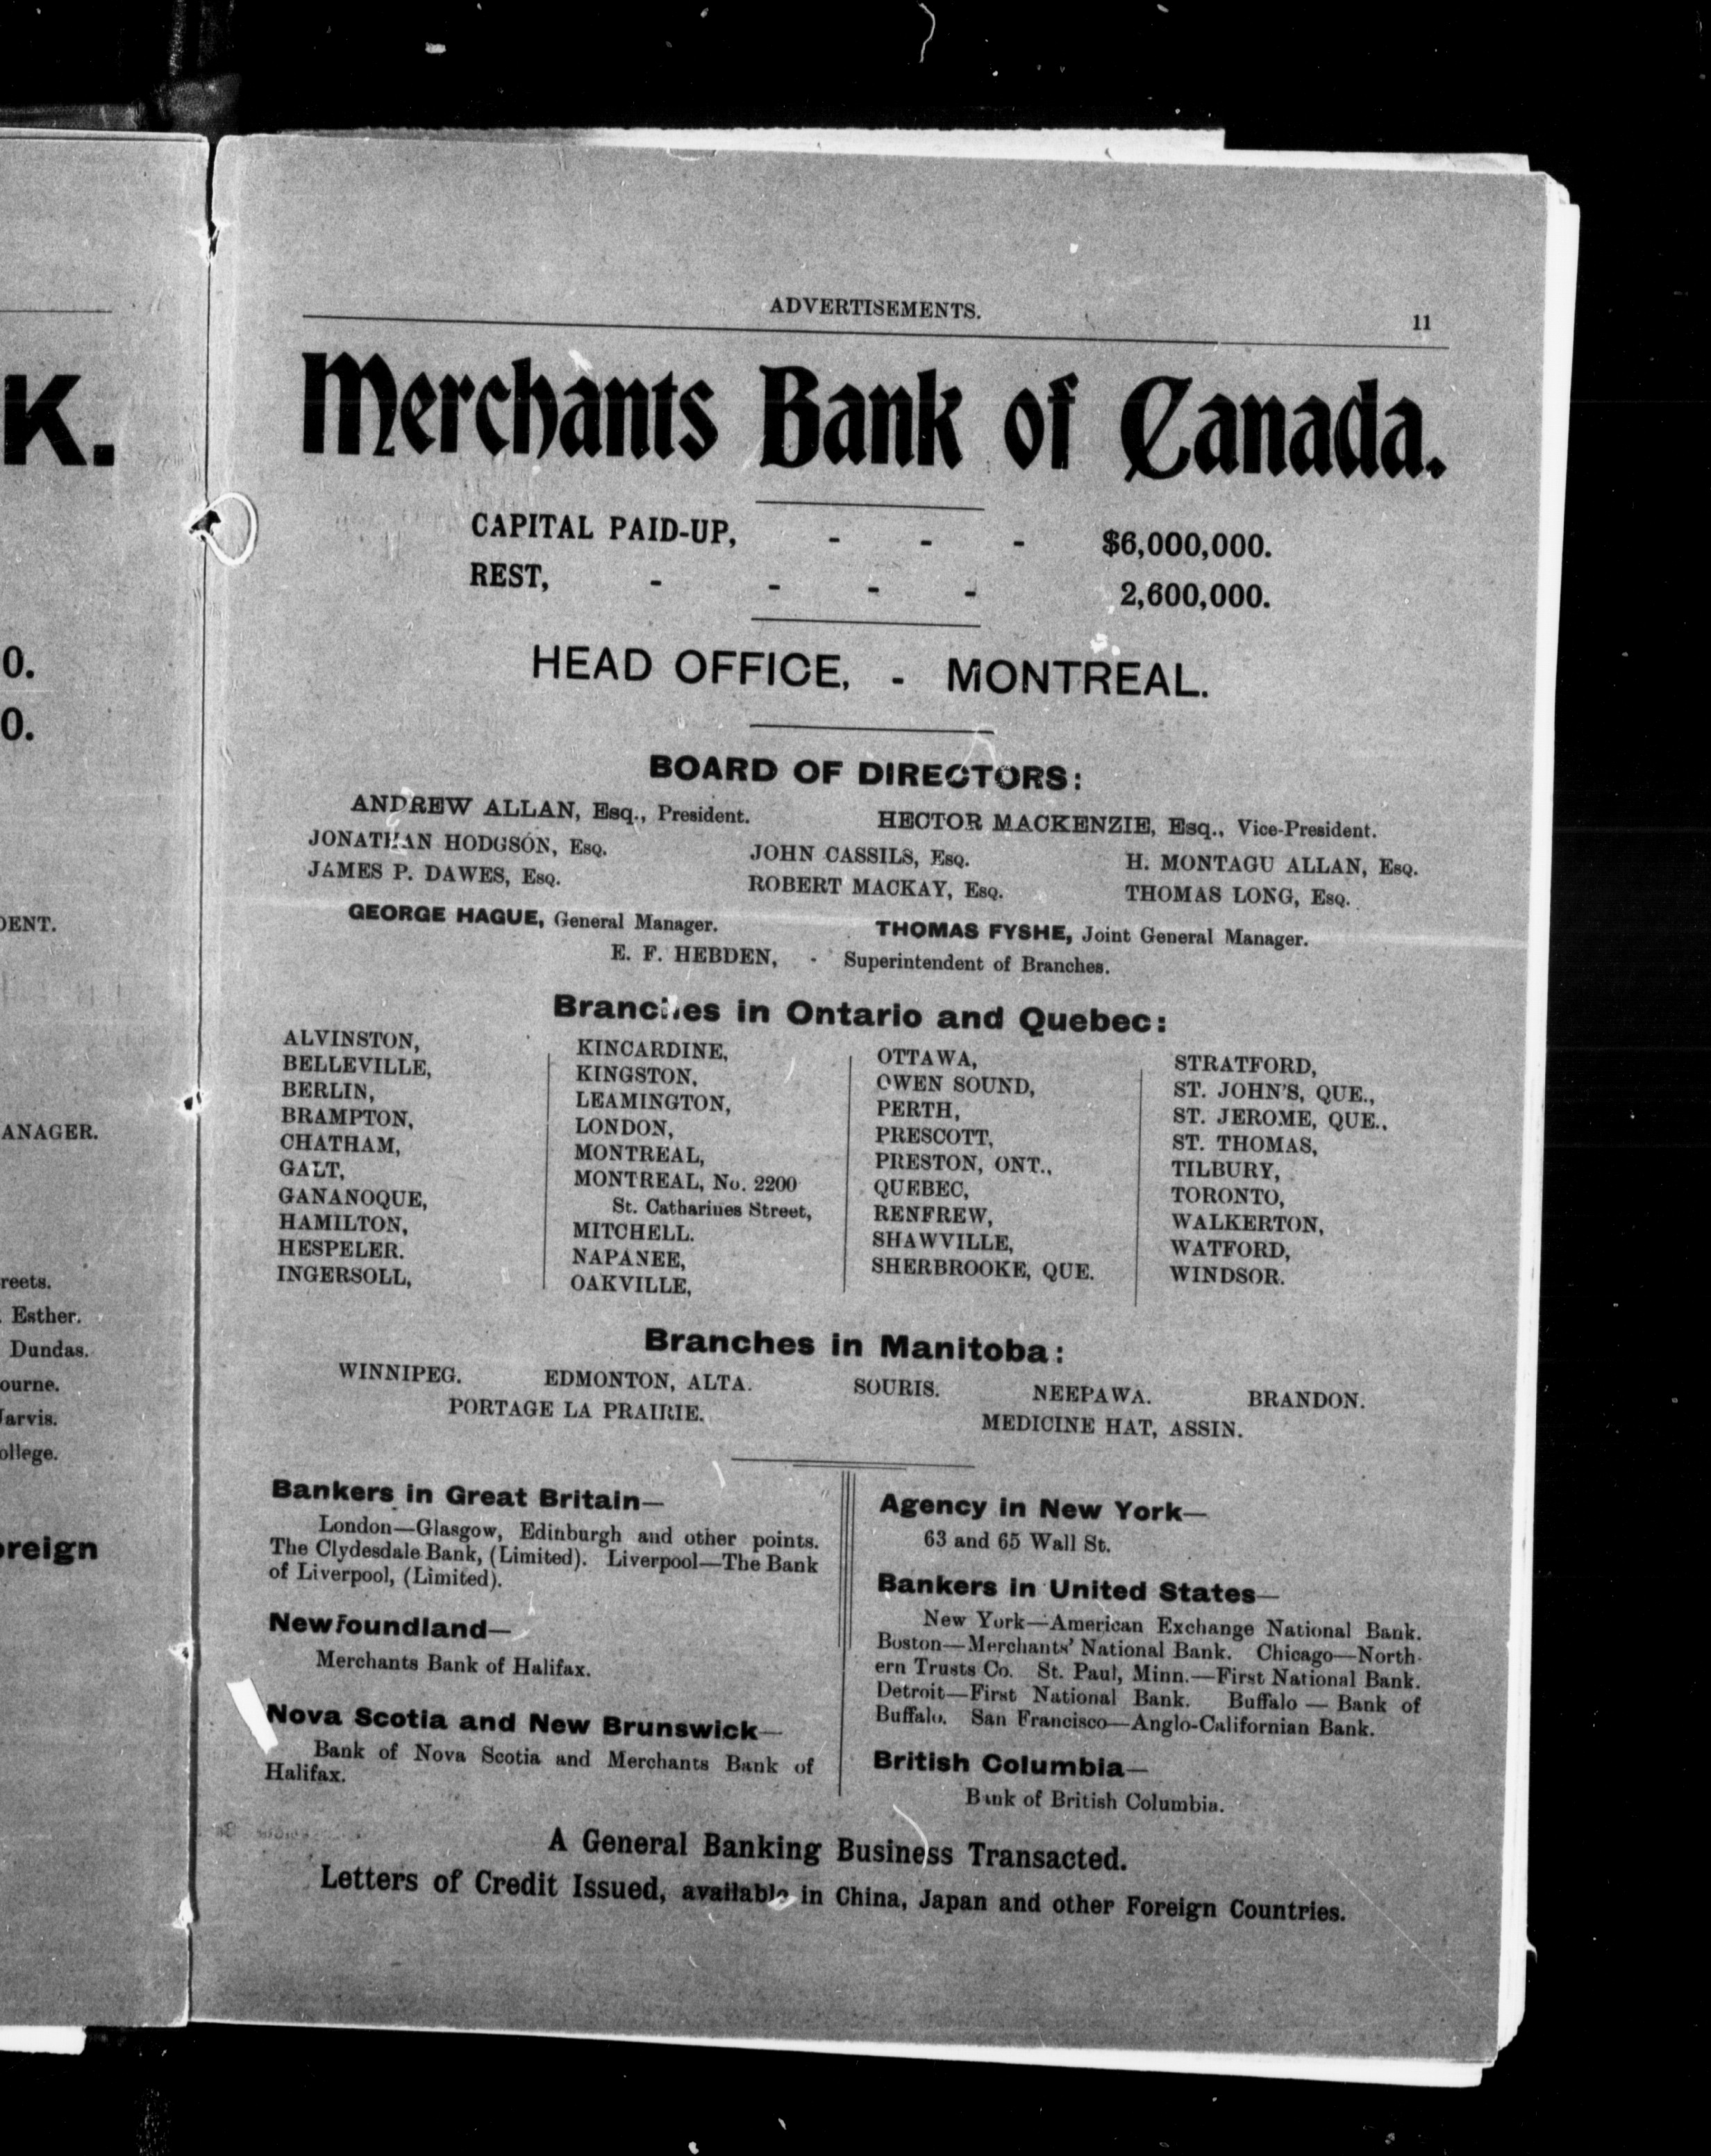 K.
0.
0.
DENT.
ANAGER.
reets.
Esther.
Dundas.
ourne.
Jarvis.
ollege.
oreign
ADVERTISEMENTS.
11
Merchants Bank of Canada.
CAPITAL PAID-UP, - - - $6,000,000.
REST, - - - - 2,600,000.
HEAD OFFICE, - MONTREAL.
BOARD OF DIRECTORS:
ANDREW ALLAN, Esq., President. HECTOR MACKENZIE, Esq., Vice-President.
JONATHAN HODGSON, Esq. JOHN CASSILS, Esq. H. MONTAGU ALLAN, Esq.
JAMES P. DAWES, Esq. ROBERT MACKAY, Esq. THOMAS LONG, Esq.
GEORGE HAGUE, General Manager. THOMAS FYSHE, Joint General Manager.
E. F. HEBDEN, - Superintendent of Branches.
Branches in Ontario and Quebec:
ALVINSTON,
BELLEVILLE,
BERLIN,
BRAMPTON,
CHATHAM,
GALT,
GANANOQUE,
HAMILTON,
HESPELER.
INGERSOLL,
KINCARDINE,
KINGSTON,
LEAMINGTON,
LONDON,
MONTREAL,
MONTREAL, No. 2200
St. Catharines Street,
MITCHELL.
NAPANEE,
OAKVILLE,
OTTAWA,
OWEN SOUND,
PERTH,
PRESCOTT,
PRESTON, ONT.,
QUEBEC,
RENFREW,
SHAWVILLE,
SHERBROOKE, QUE.
STRATFORD,
ST. JOHN'S, QUE.,
ST. JEROME, QUE.,
ST. THOMAS,
TILBURY,
TORONTO,
WALKERTON,
WATFORD,
WINDSOR.
Branches in Manitoba:
WINNIPEG. EDMONTON, ALTA. SOURIS. NEEPAWA. BRANDON.
PORTAGE LA PRAIRIE. MEDICINE HAT, ASSIN.
Bankers in Great Britain—
London—Glasgow, Edinburgh and other points.
The Clydesdale Bank, (Limited). Liverpool—The Bank
of Liverpool, (Limited).
Newfoundland—
Merchants Bank of Halifax.
Nova Scotia and New Brunswick—
Bank of Nova Scotia and Merchants Bank of
Halifax.
Agency in New York—
63 and 65 Wall St.
Bankers in United States—
New York—American Exchange National Bank.
Boston—Merchants' National Bank. Chicago—North-
ern Trusts Co. St. Paul, Minn.—First National Bank.
Detroit—First National Bank. Buffalo — Bank of
Buffalo. San Francisco—Anglo-Californian Bank.
British Columbia—
Bank of British Columbia.
A General Banking Business Transacted.
Letters of Credit Issued, available in China, Japan and other Foreign Countries.